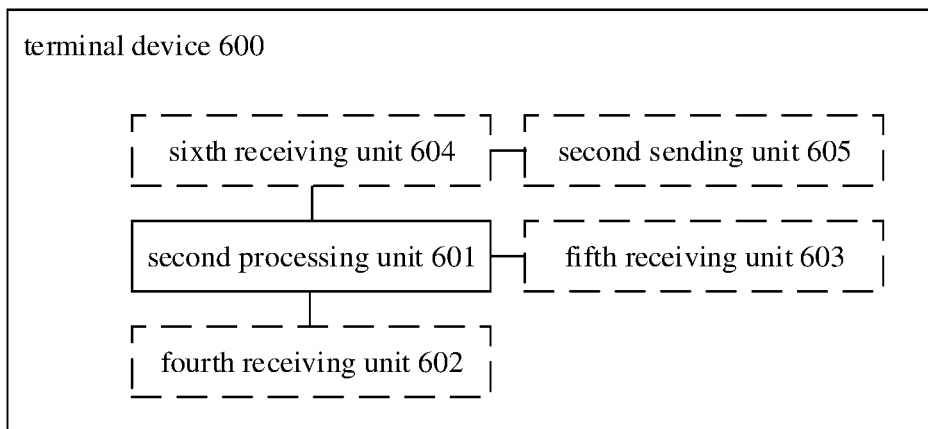 terminal device 600
sixth receiving unit 604
second sending unit 605
second processing unit 601
fifth receiving unit 603
fourth receiving unit 602